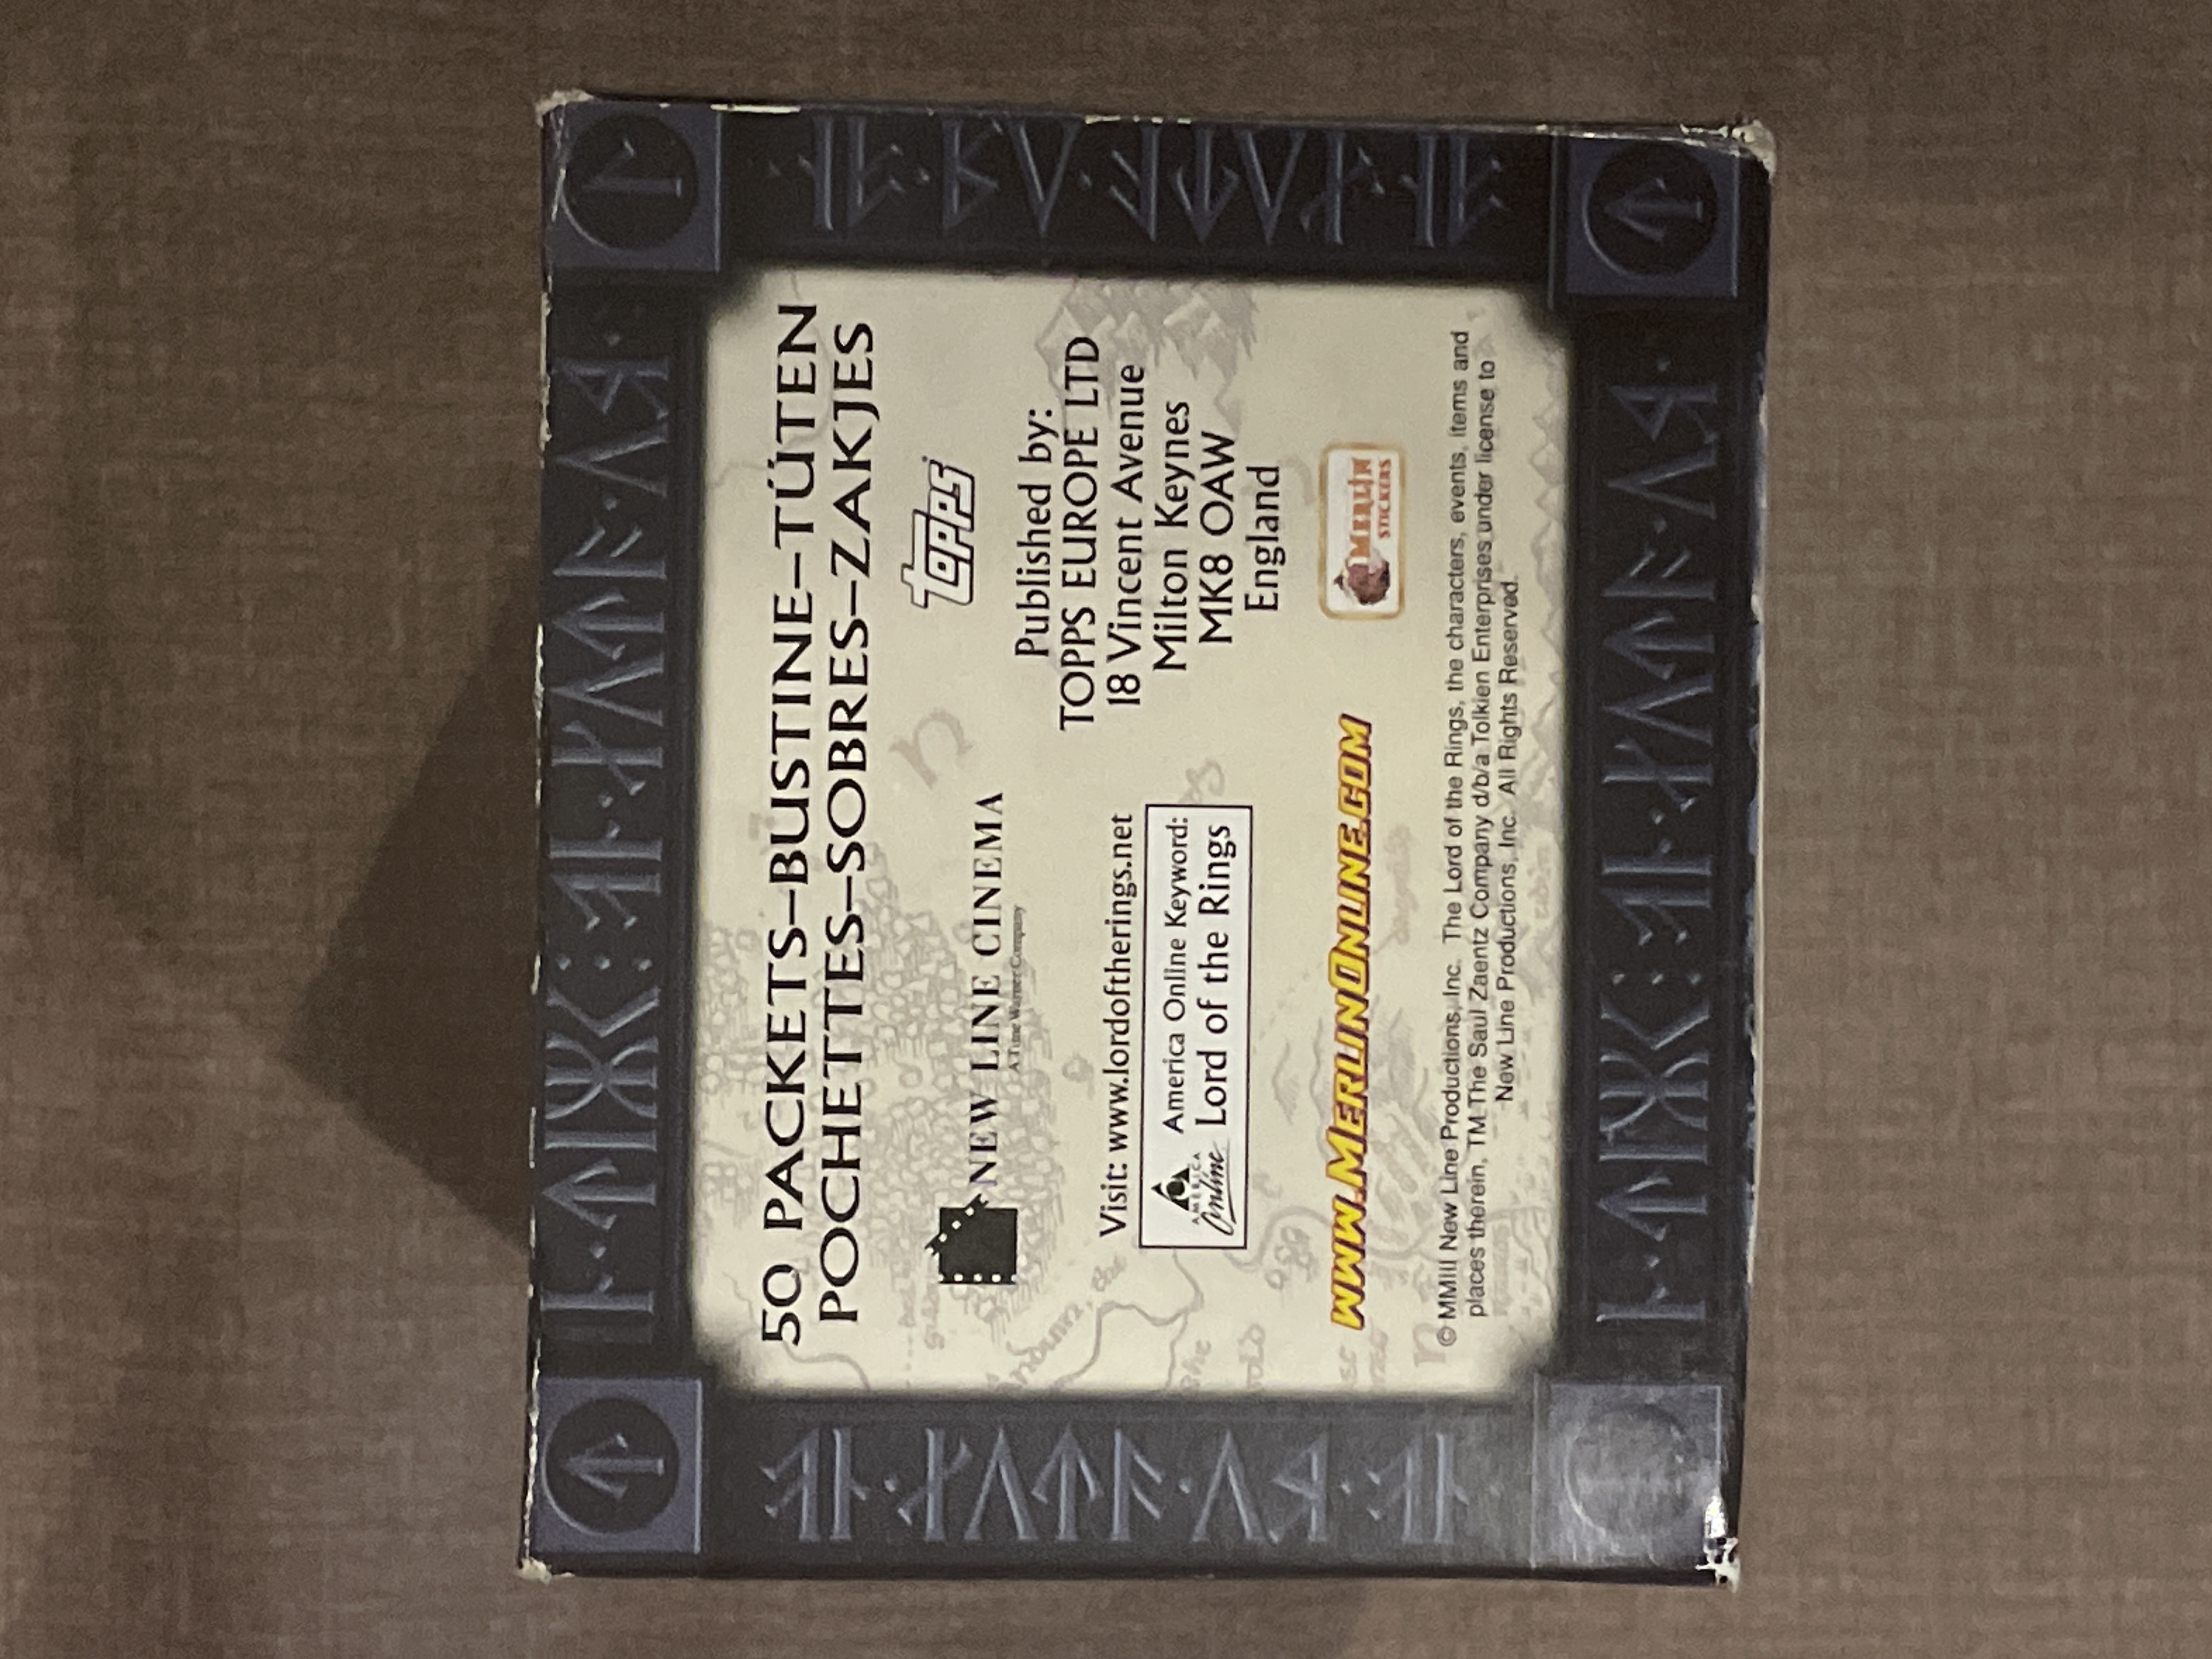 50 PACKETS–BUSTINE–TÜTEN
POCHETTES–SOBRES–ZAKJES
NEW LINE CINEMA
A Time Warner Company
Visit: www.lordoftherings.net
AMERICA
Online
America Online Keyword:
Lord of the Rings
www.MerlinOnline.com
Topps
Published by:
TOPPS EUROPE LTD
18 Vincent Avenue
Milton Keynes
MK8 OAW
England
MERLIN
STICKERS
© MMIII New Line Productions, Inc. The Lord of the Rings, the characters, events, items and
places therein, TM The Saul Zaentz Company d/b/a Tolkien Enterprises under license to
New Line Productions, Inc. All Rights Reserved.